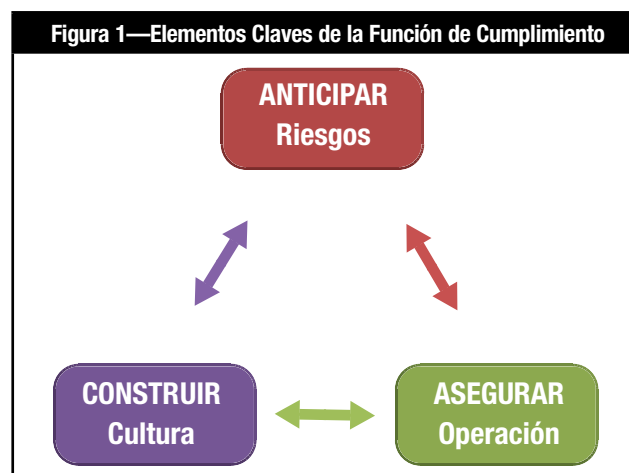 Figura 1—Elementos Claves de la Función de Cumplimiento
ANTICIPAR
Riesgos
CONSTRUIR
Cultura
ASEGURAR
Operación